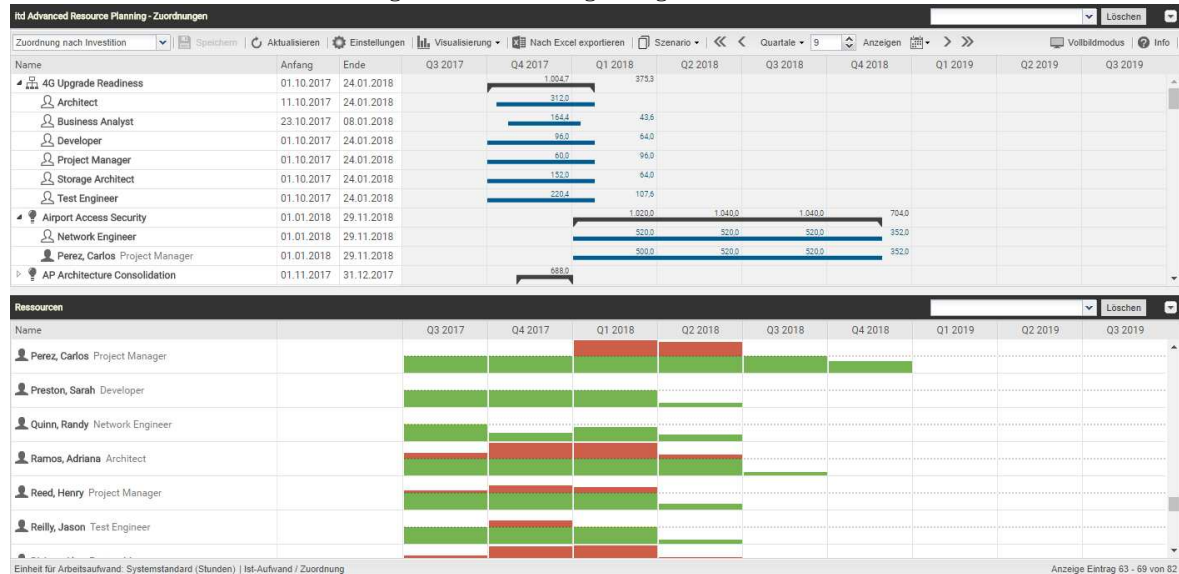 itd Advanced Resource Planning - Zuordnungen Löschen
Zuordnung nach Investition Speichern Aktualisieren Einstellungen Visualisierung Nach Excel exportieren Szenario Quartale 9 Anzeigen Vollbildmodus Info
Name Anfang Ende Q3 2017 Q4 2017 Q1 2018 Q2 2018 Q3 2018 Q4 2018 Q1 2019 Q2 2019 Q3 2019
4G Upgrade Readiness 01.10.2017 24.01.2018 1.004,7 375,3
Architect 11.10.2017 24.01.2018 312,0
Business Analyst 23.10.2017 08.01.2018 164,4 43,6
Developer 01.10.2017 24.01.2018 96,0 64,0
Project Manager 01.10.2017 24.01.2018 60,0 96,0
Storage Architect 01.10.2017 24.01.2018 152,0 64,0
Test Engineer 01.10.2017 24.01.2018 220,4 107,6
Airport Access Security 01.01.2018 29.11.2018 1.020,0 1.040,0 1.040,0 704,0
Network Engineer 01.01.2018 29.11.2018 520,0 520,0 520,0 352,0
Perez, Carlos Project Manager 01.01.2018 29.11.2018 500,0 520,0 520,0 352,0
AP Architecture Consolidation 01.11.2017 31.12.2017 688,0
Ressourcen Löschen
Name Q3 2017 Q4 2017 Q1 2018 Q2 2018 Q3 2018 Q4 2018 Q1 2019 Q2 2019 Q3 2019
Perez, Carlos Project Manager
Preston, Sarah Developer
Quinn, Randy Network Engineer
Ramos, Adriana Architect
Reed, Henry Project Manager
Reilly, Jason Test Engineer
Einheit für Arbeitsaufwand: Systemstandard (Stunden) | Ist-Aufwand / Zuordnung Anzeige Eintrag 63 - 69 von 82